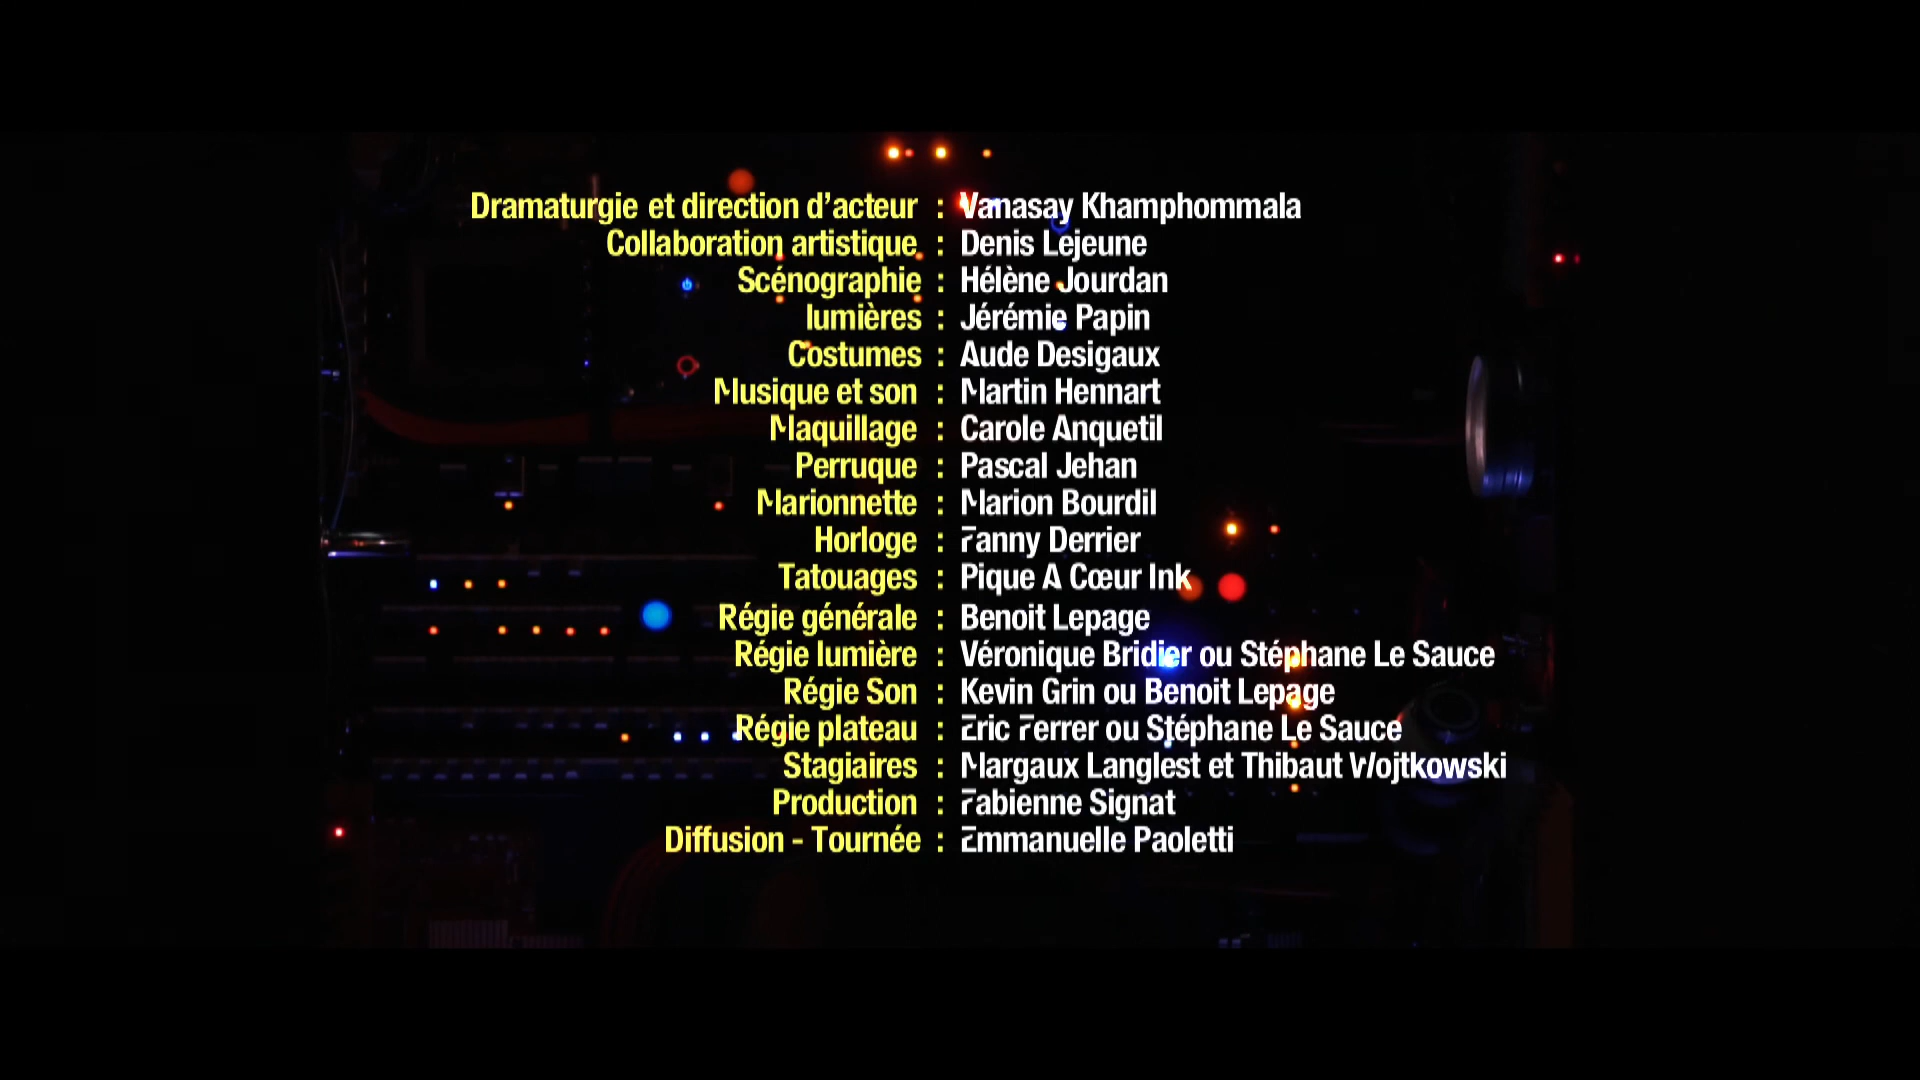 Dramaturgie et direction d’acteur : Vanasay Khamphommala
Collaboration artistique : Denis Lejeune
Scénographie : Hélène Jourdan
lumières : Jérémie Papin
Costumes : Aude Desigaux
Musique et son : Martin Hennart
Maquillage : Carole Anquetil
Perruque : Pascal Jehan
Marionnette : Marion Bourdil
Horloge : Fanny Derrier
Tatouages : Pique A Cœur Ink
Régie générale : Benoit Lepage
Régie lumière : Véronique Bridier ou Stéphane Le Sauce
Régie Son : Kevin Grin ou Benoit Lepage
Régie plateau : Eric Ferrer ou Stéphane Le Sauce
Stagiaires : Margaux Langlest et Thibaut Wojtkowski
Production : Fabienne Signat
Diffusion - Tournée : Emmanuelle Paoletti